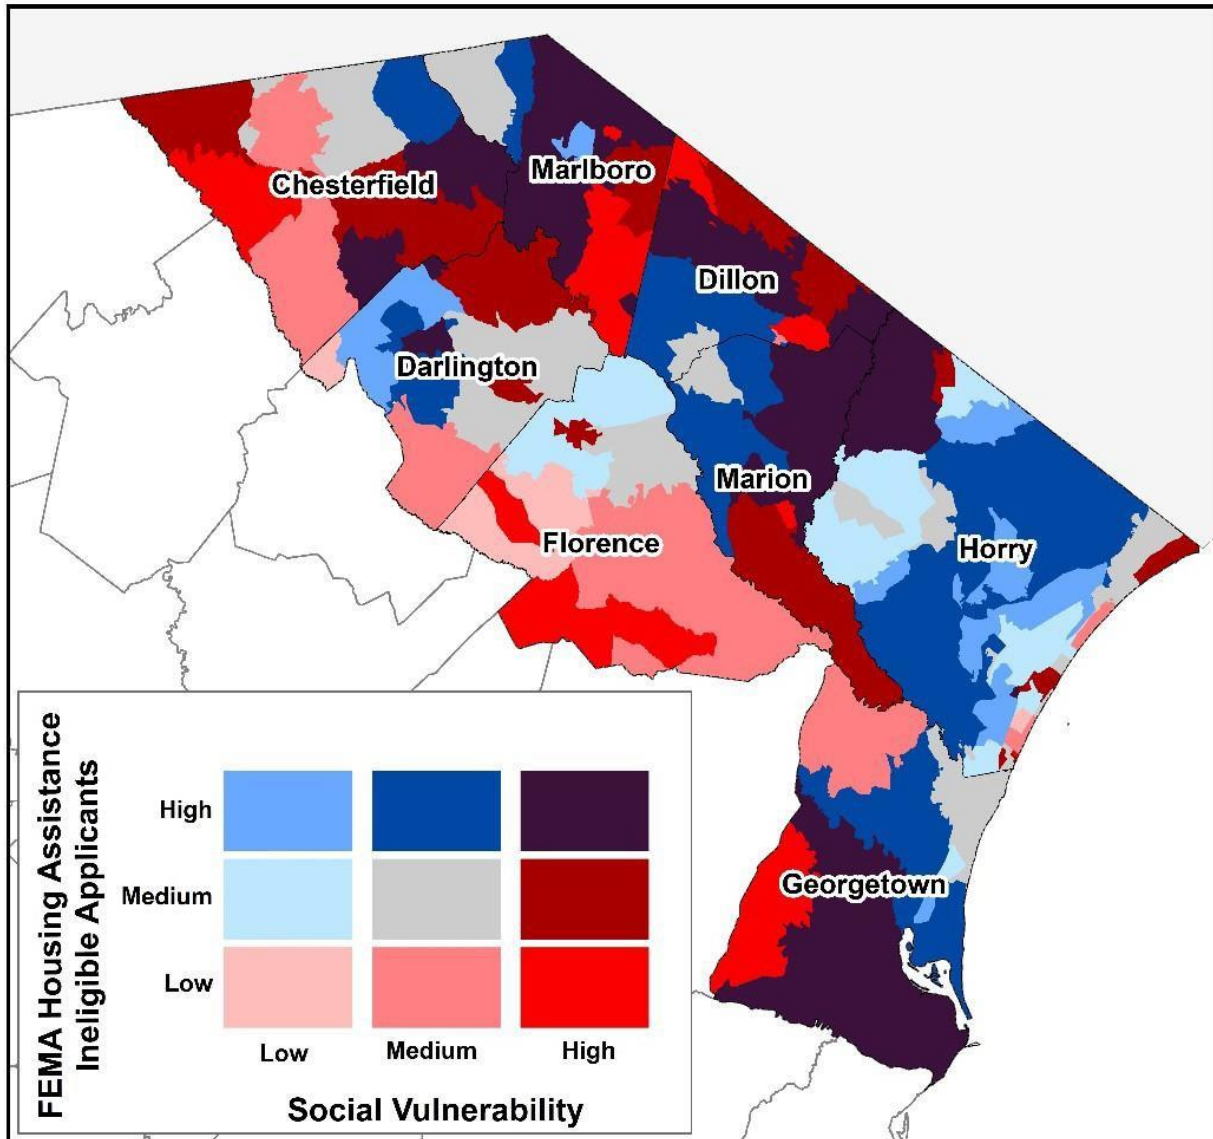 Chesterfield
Marlboro
Dillon
Darlington
Marion
Florence
Horry
Georgetown
FEMA Housing Assistance
Ineligible Applicants
High
Medium
Low
Low
Medium
High
Social Vulnerability